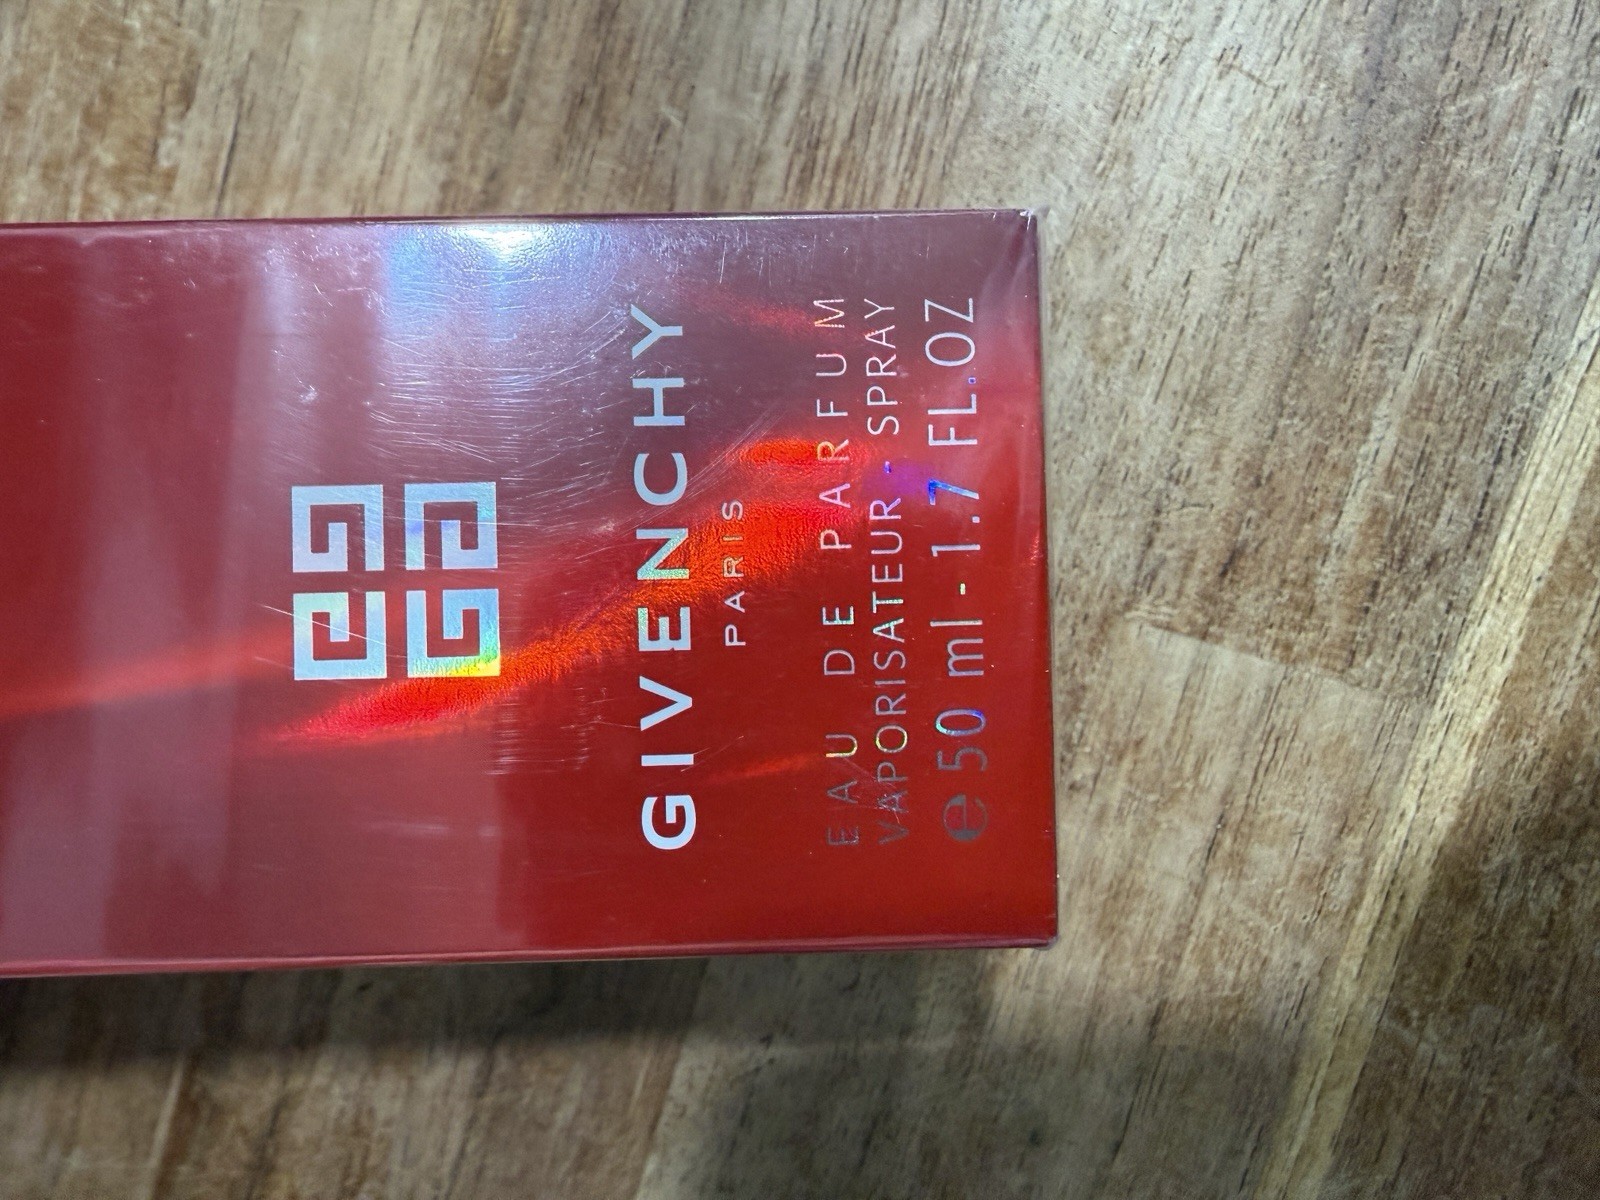 GIVENCHY
PARIS
EAU DE PARFUM
VAPORISATEUR - SPRAY
℮ 50 ml - 1.7 FL.OZ